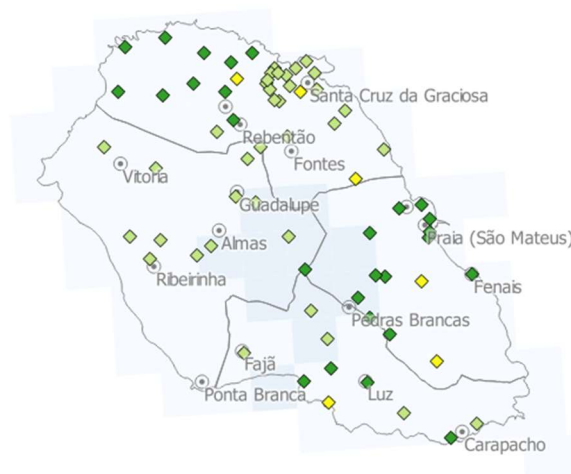 Santa Cruz da Graciosa
Rebentão
Fontes
Vitoria
Guadalupe
Almas
Praia (São Mateus)
Ribeirinha
Fenais
Pedras Brancas
Fajã
Ponta Branca
Luz
Carapacho